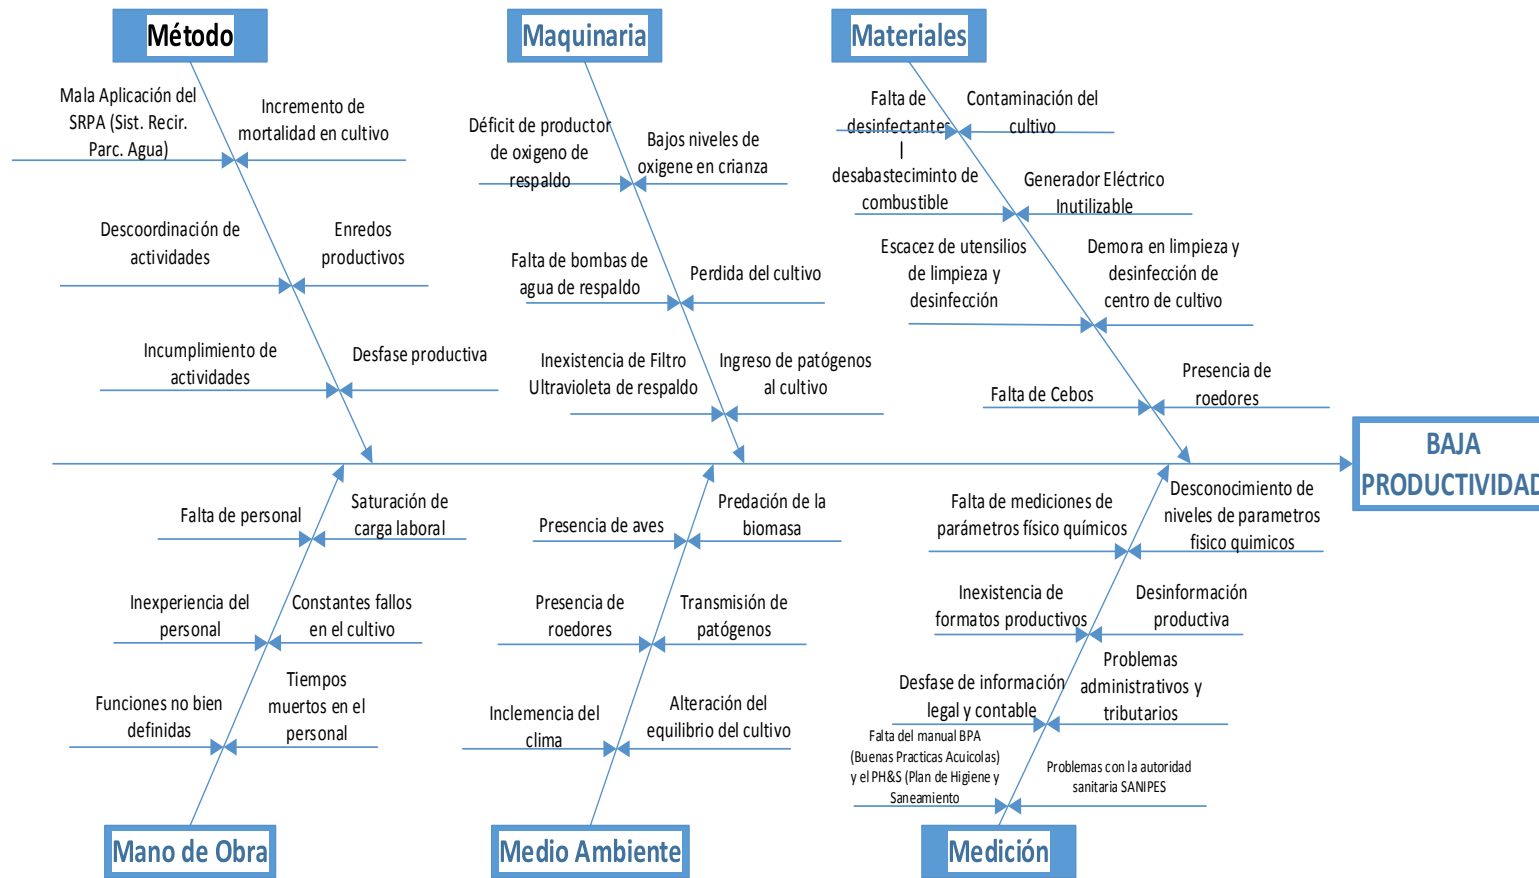 Método
Mala Aplicación del
SRPA (Sist. Recir.
Parc. Agua)
Incremento de
mortalidad en cultivo
Descoordinación de
actividades
Enredos
productivos
Incumplimiento de
actividades
Desfase productiva
Maquinaria
Déficit de productor
de oxigeno de
respaldo
Bajos niveles de
oxigene en crianza
Falta de bombas de
agua de respaldo
Perdida del cultivo
Inexistencia de Filtro
Ultravioleta de respaldo
Ingreso de patógenos
al cultivo
Materiales
Falta de
desinfectantes
Contaminación del
cultivo
l
desabasteciminto de
combustible
Generador Eléctrico
Inutilizable
Escacez de utensilios
de limpieza y
desinfección
Demora en limpieza y
desinfección de
centro de cultivo
Falta de Cebos
Presencia de
roedores
BAJA
PRODUCTIVIDAD
Falta de personal
Saturación de
carga laboral
Inexperiencia del
personal
Constantes fallos
en el cultivo
Funciones no bien
definidas
Tiempos
muertos en el
personal
Mano de Obra
Presencia de aves
Predación de la
biomasa
Presencia de
roedores
Transmisión de
patógenos
Inclemencia del
clima
Alteración del
equilibrio del cultivo
Medio Ambiente
Falta de mediciones de
parámetros físico químicos
Desconocimiento de
niveles de parametros
fisico quimicos
Inexistencia de
formatos productivos
Desinformación
productiva
Desfase de información
legal y contable
Problemas
administrativos y
tributarios
Falta del manual BPA
(Buenas Practicas Acuicolas)
y el PH&S (Plan de Higiene y
Saneamiento
Problemas con la autoridad
sanitaria SANIPES
Medición